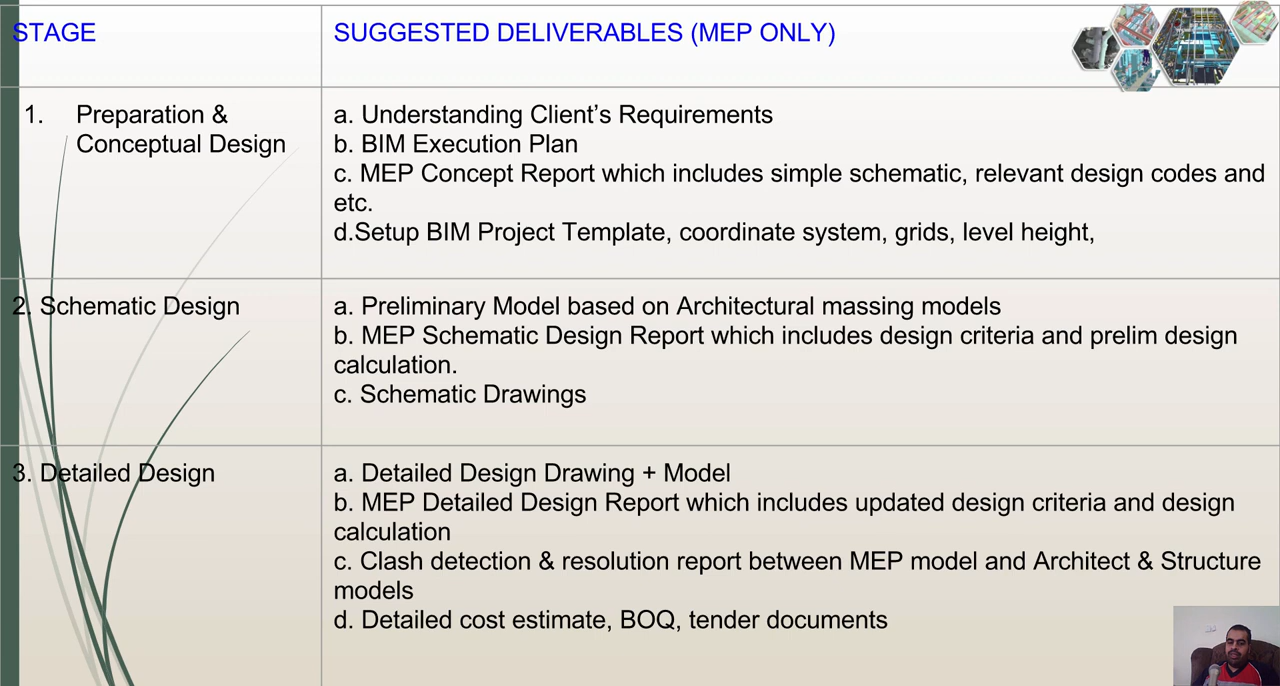 STAGE
SUGGESTED DELIVERABLES (MEP ONLY)
1. Preparation &
Conceptual Design
a. Understanding Client’s Requirements
b. BIM Execution Plan
c. MEP Concept Report which includes simple schematic, relevant design codes and
etc.
d.Setup BIM Project Template, coordinate system, grids, level height,
2. Schematic Design
a. Preliminary Model based on Architectural massing models
b. MEP Schematic Design Report which includes design criteria and prelim design
calculation.
c. Schematic Drawings
3. Detailed Design
a. Detailed Design Drawing + Model
b. MEP Detailed Design Report which includes updated design criteria and design
calculation
c. Clash detection & resolution report between MEP model and Architect & Structure
models
d. Detailed cost estimate, BOQ, tender documents